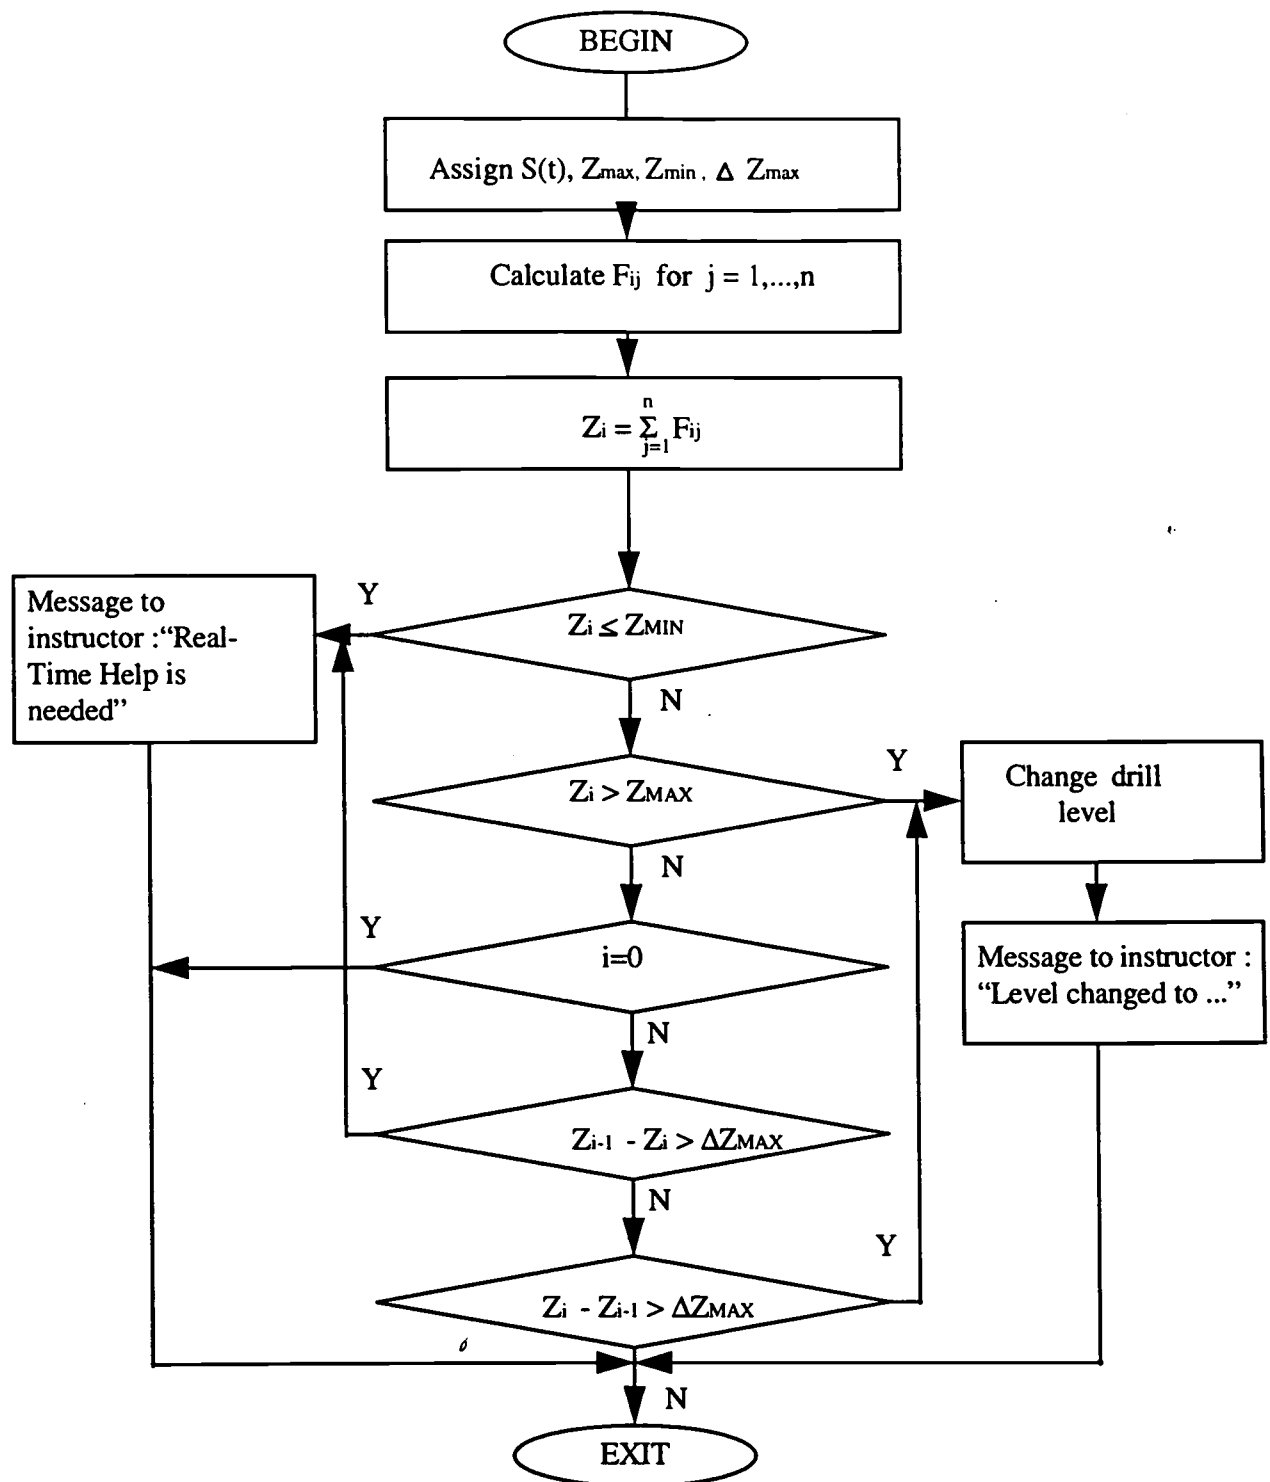 BEGIN
Assign S(t), Zmax, Zmin, Δ Zmax
Calculate Fij for j = 1,...,n
n
Zi = Σ Fij
j=1
Y
Zi ≤ ZMIN
Message to
instructor :“Real-
Time Help is
needed”
N
Y
Zi > ZMAX
Change drill
level
N
Y
i=0
Message to instructor :
“Level changed to ...”
N
Y
Zi-1 - Zi > ΔZMAX
N
Y
Zi - Zi-1 > ΔZMAX
N
EXIT